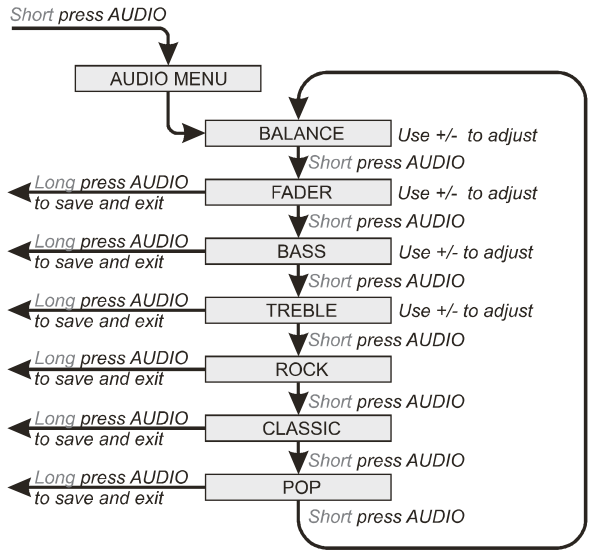 Short press AUDIO
AUDIO MENU
BALANCE
Use +/- to adjust
Short press AUDIO
Long press AUDIO
to save and exit
FADER
Use +/- to adjust
Short press AUDIO
Long press AUDIO
to save and exit
BASS
Use +/- to adjust
Short press AUDIO
Long press AUDIO
to save and exit
TREBLE
Use +/- to adjust
Short press AUDIO
Long press AUDIO
to save and exit
ROCK
Short press AUDIO
Long press AUDIO
to save and exit
CLASSIC
Short press AUDIO
Long press AUDIO
to save and exit
POP
Short press AUDIO